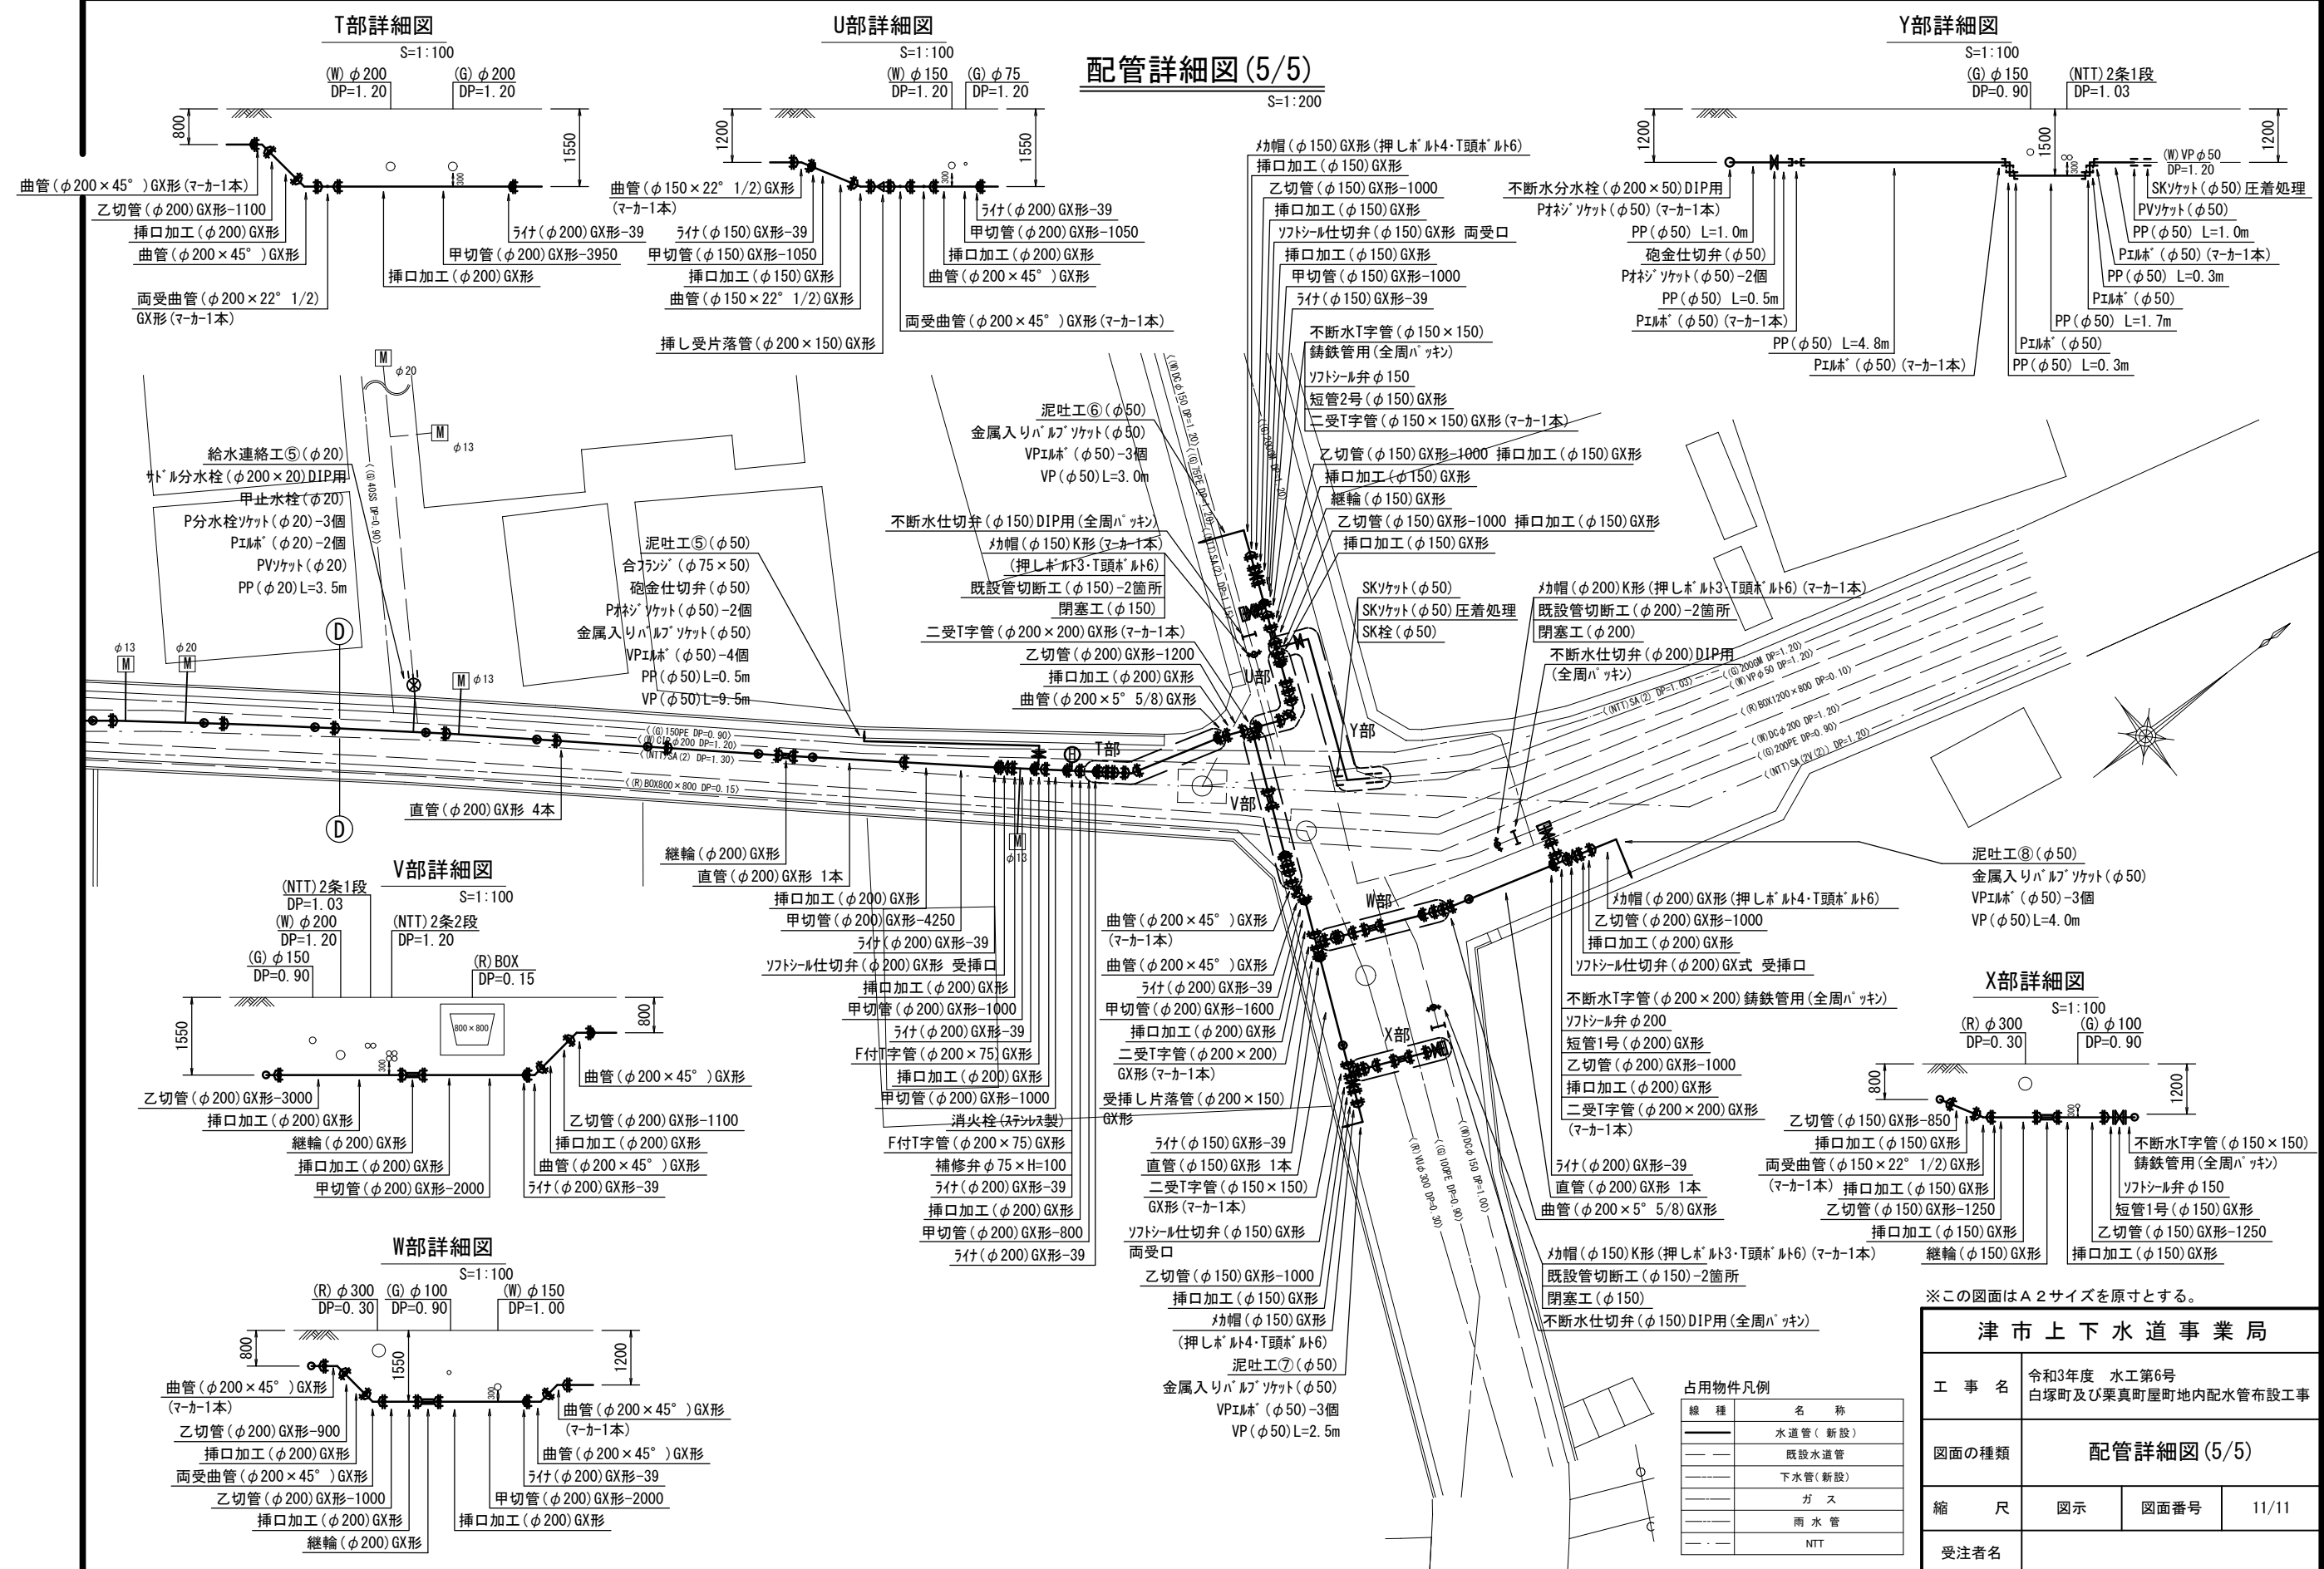 配管詳細図(5/5)
S=1:200
T部詳細図
S=1:100
(W)φ200
DP=1.20
(G)φ200
DP=1.20
800
1550
300
曲管(φ200×45°)GX形(マーカー1本)
乙切管(φ200)GX形-1100
挿口加工(φ200)GX形
曲管(φ200×45°)GX形
両受曲管(φ200×22°1/2)
GX形(マーカー1本)
ライナ(φ200)GX形-39
甲切管(φ200)GX形-3950
挿口加工(φ200)GX形
U部詳細図
S=1:100
(W)φ150
DP=1.20
(G)φ75
DP=1.20
1200
1550
300
曲管(φ150×22°1/2)GX形
(マーカー1本)
ライナ(φ150)GX形-39
甲切管(φ150)GX形-1050
挿口加工(φ150)GX形
曲管(φ150×22°1/2)GX形
挿し受片落管(φ200×150)GX形
ライナ(φ200)GX形-39
甲切管(φ200)GX形-1050
挿口加工(φ200)GX形
曲管(φ200×45°)GX形
両受曲管(φ200×45°)GX形(マーカー1本)
Y部詳細図
S=1:100
(G)φ150
DP=0.90
(NTT)2条1段
DP=1.03
1200
1500
300
1200
(W)VPφ50
DP=1.20
不断水分水栓(φ200×50)DIP用
Pオネジソケット(φ50)(マーカー1本)
PP(φ50) L=1.0m
砲金仕切弁(φ50)
Pオネジソケット(φ50)-2個
PP(φ50) L=0.5m
Pエルボ(φ50)(マーカー1本)
PP(φ50) L=4.8m
Pエルボ(φ50)(マーカー1本)
SKソケット(φ50)圧着処理
PVソケット(φ50)
PP(φ50) L=1.0m
Pエルボ(φ50)(マーカー1本)
PP(φ50) L=0.3m
Pエルボ(φ50)
PP(φ50) L=1.7m
Pエルボ(φ50)
PP(φ50) L=0.3m
メカ帽(φ150)GX形(押しボルト4・T頭ボルト6)
挿口加工(φ150)GX形
乙切管(φ150)GX形-1000
挿口加工(φ150)GX形
ソフトシール仕切弁(φ150)GX形 両受口
挿口加工(φ150)GX形
甲切管(φ150)GX形-1000
ライナ(φ150)GX形-39
不断水T字管(φ150×150)
鋳鉄管用(全周パッキン)
ソフトシール弁φ150
短管2号(φ150)GX形
二受T字管(φ150×150)GX形(マーカー1本)
乙切管(φ150)GX形-1000 挿口加工(φ150)GX形
挿口加工(φ150)GX形
継輪(φ150)GX形
乙切管(φ150)GX形-1000 挿口加工(φ150)GX形
挿口加工(φ150)GX形
SKソケット(φ50)
SKソケット(φ50)圧着処理
SK栓(φ50)
メカ帽(φ200)K形(押しボルト3・T頭ボルト6)(マーカー1本)
既設管切断工(φ200)-2箇所
閉塞工(φ200)
不断水仕切弁(φ200)DIP用
(全周パッキン)
泥吐工⑥(φ50)
金属入りバルブソケット(φ50)
VPエルボ(φ50)-3個
VP(φ50)L=3.0m
不断水仕切弁(φ150)DIP用(全周パッキン)
メカ帽(φ150)K形(マーカー1本)
(押しボルト3・T頭ボルト6)
既設管切断工(φ150)-2箇所
閉塞工(φ150)
二受T字管(φ200×200)GX形(マーカー1本)
乙切管(φ200)GX形-1200
挿口加工(φ200)GX形
曲管(φ200×5°5/8)GX形
給水連絡工⑤(φ20)
サドル分水栓(φ200×20)DIP用
甲止水栓(φ20)
P分水栓ソケット(φ20)-3個
Pエルボ(φ20)-2個
PVソケット(φ20)
PP(φ20)L=3.5m
泥吐工⑤(φ50)
合フランジ(φ75×50)
砲金仕切弁(φ50)
Pオネジソケット(φ50)-2個
金属入りバルブソケット(φ50)
VPエルボ(φ50)-4個
PP(φ50)L=0.5m
VP(φ50)L=9.5m
M
φ20
M
φ13
φ13
M
φ20
M
M
φ13
M
φ13
D
D
H
T部
U部
V部
W部
X部
Y部
((G)40SS DP=0.90)
((G)150PE DP=0.90)
((W)CIPφ200 DP=1.20)
((NTT)SA(2) DP=1.30)
((R)BOX800×800 DP=0.15)
((W)DCφ150 DP=1.20)
((G)75PE DP=1.20)
((NTT)SA(2) DP=1.15)
((G)200GM DP=1.20)
((NTT)SA(2) DP=1.03)
((G)200GM DP=1.20)
((W)VPφ50 DP=1.20)
((R)BOX1200×800 DP=0.10)
((W)DCφ200 DP=1.20)
((G)200PE DP=0.90)
((NTT)SA(2V(2)) DP=1.20)
((R)VUφ300 DP=0.30)
((G)100PE DP=0.90)
((W)DCφ150 DP=1.00)
直管(φ200)GX形 4本
継輪(φ200)GX形
直管(φ200)GX形 1本
挿口加工(φ200)GX形
甲切管(φ200)GX形-4250
ライナ(φ200)GX形-39
ソフトシール仕切弁(φ200)GX形 受挿口
挿口加工(φ200)GX形
甲切管(φ200)GX形-1000
ライナ(φ200)GX形-39
F付T字管(φ200×75)GX形
挿口加工(φ200)GX形
甲切管(φ200)GX形-1000
消火栓(ステンレス製)
F付T字管(φ200×75)GX形
補修弁φ75×H=100
ライナ(φ200)GX形-39
挿口加工(φ200)GX形
甲切管(φ200)GX形-800
ライナ(φ200)GX形-39
曲管(φ200×45°)GX形
(マーカー1本)
曲管(φ200×45°)GX形
ライナ(φ200)GX形-39
甲切管(φ200)GX形-1600
挿口加工(φ200)GX形
二受T字管(φ200×200)
GX形(マーカー1本)
受挿し片落管(φ200×150)
GX形
ライナ(φ150)GX形-39
直管(φ150)GX形 1本
二受T字管(φ150×150)
GX形(マーカー1本)
ソフトシール仕切弁(φ150)GX形
両受口
乙切管(φ150)GX形-1000
挿口加工(φ150)GX形
メカ帽(φ150)GX形
(押しボルト4・T頭ボルト6)
泥吐工⑦(φ50)
金属入りバルブソケット(φ50)
VPエルボ(φ50)-3個
VP(φ50)L=2.5m
泥吐工⑧(φ50)
金属入りバルブソケット(φ50)
VPエルボ(φ50)-3個
VP(φ50)L=4.0m
メカ帽(φ200)GX形(押しボルト4・T頭ボルト6)
乙切管(φ200)GX形-1000
挿口加工(φ200)GX形
ソフトシール仕切弁(φ200)GX式 受挿口
不断水T字管(φ200×200)鋳鉄管用(全周パッキン)
ソフトシール弁φ200
短管1号(φ200)GX形
乙切管(φ200)GX形-1000
挿口加工(φ200)GX形
二受T字管(φ200×200)GX形
(マーカー1本)
ライナ(φ200)GX形-39
直管(φ200)GX形 1本
曲管(φ200×5°5/8)GX形
メカ帽(φ150)K形(押しボルト3・T頭ボルト6)(マーカー1本)
既設管切断工(φ150)-2箇所
閉塞工(φ150)
不断水仕切弁(φ150)DIP用(全周パッキン)
V部詳細図
S=1:100
(NTT)2条1段
DP=1.03
(W)φ200
DP=1.20
(NTT)2条2段
DP=1.20
(G)φ150
DP=0.90
(R)BOX
DP=0.15
1550
800×800
300
800
乙切管(φ200)GX形-3000
挿口加工(φ200)GX形
継輪(φ200)GX形
挿口加工(φ200)GX形
甲切管(φ200)GX形-2000
曲管(φ200×45°)GX形
乙切管(φ200)GX形-1100
挿口加工(φ200)GX形
曲管(φ200×45°)GX形
ライナ(φ200)GX形-39
W部詳細図
S=1:100
(R)φ300
DP=0.30
(G)φ100
DP=0.90
(W)φ150
DP=1.00
800
1550
300
1200
曲管(φ200×45°)GX形
(マーカー1本)
乙切管(φ200)GX形-900
挿口加工(φ200)GX形
両受曲管(φ200×45°)GX形
乙切管(φ200)GX形-1000
挿口加工(φ200)GX形
継輪(φ200)GX形
曲管(φ200×45°)GX形
(マーカー1本)
曲管(φ200×45°)GX形
ライナ(φ200)GX形-39
甲切管(φ200)GX形-2000
挿口加工(φ200)GX形
X部詳細図
S=1:100
(R)φ300
DP=0.30
(G)φ100
DP=0.90
800
300
1200
乙切管(φ150)GX形-850
挿口加工(φ150)GX形
両受曲管(φ150×22°1/2)GX形
(マーカー1本)
挿口加工(φ150)GX形
乙切管(φ150)GX形-1250
挿口加工(φ150)GX形
継輪(φ150)GX形
不断水T字管(φ150×150)
鋳鉄管用(全周パッキン)
ソフトシール弁φ150
短管1号(φ150)GX形
乙切管(φ150)GX形-1250
挿口加工(φ150)GX形
※この図面はA2サイズを原寸とする。
占用物件凡例
線種 名称
水道管(新設)
既設水道管
下水管(新設)
ガス
雨水管
NTT
津市上下水道事業局
工事名 令和3年度 水工第6号
白塚町及び栗真町屋町地内配水管布設工事
図面の種類 配管詳細図(5/5)
縮尺 図示 図面番号 11/11
受注者名